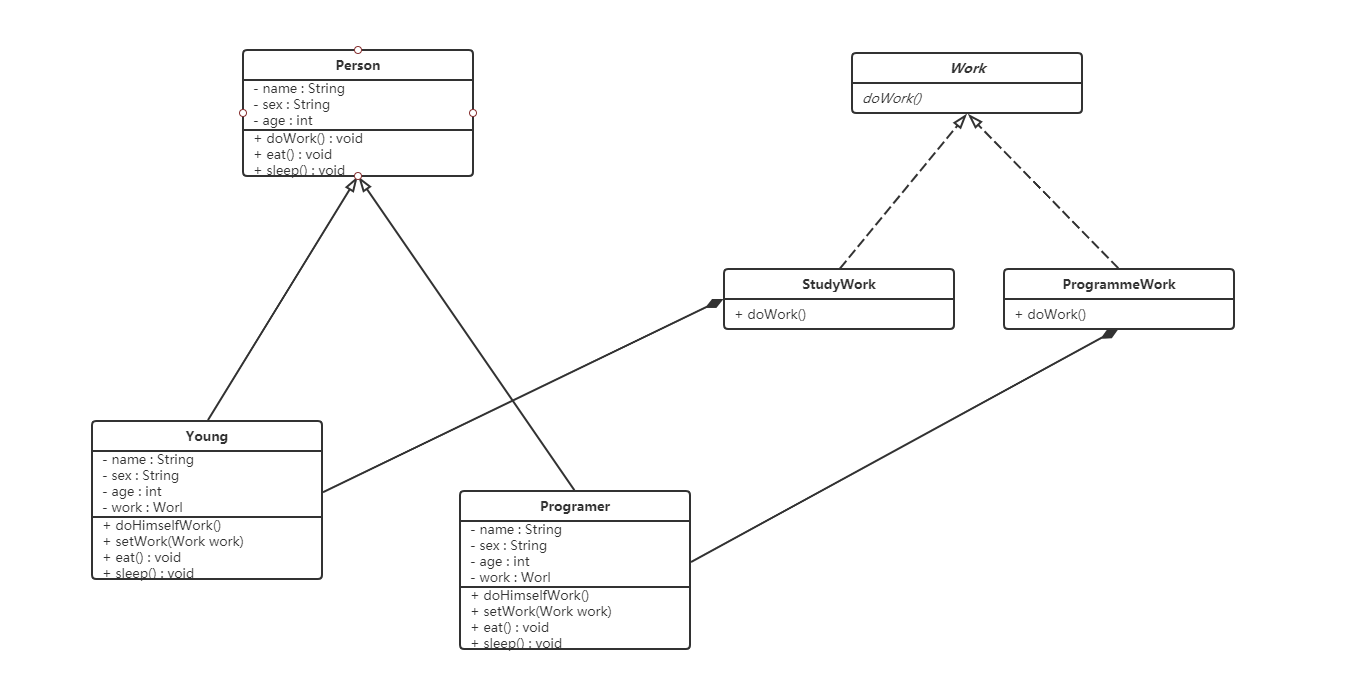 Person
- name : String
- sex : String
- age : int
+ doWork() : void
+ eat() : void
+ sleep() : void
Work
doWork()
StudyWork
+ doWork()
ProgrammeWork
+ doWork()
Young
- name : String
- sex : String
- age : int
- work : Worl
+ doHimselfWork()
+ setWork(Work work)
+ eat() : void
+ sleep() : void
Programer
- name : String
- sex : String
- age : int
- work : Worl
+ doHimselfWork()
+ setWork(Work work)
+ eat() : void
+ sleep() : void